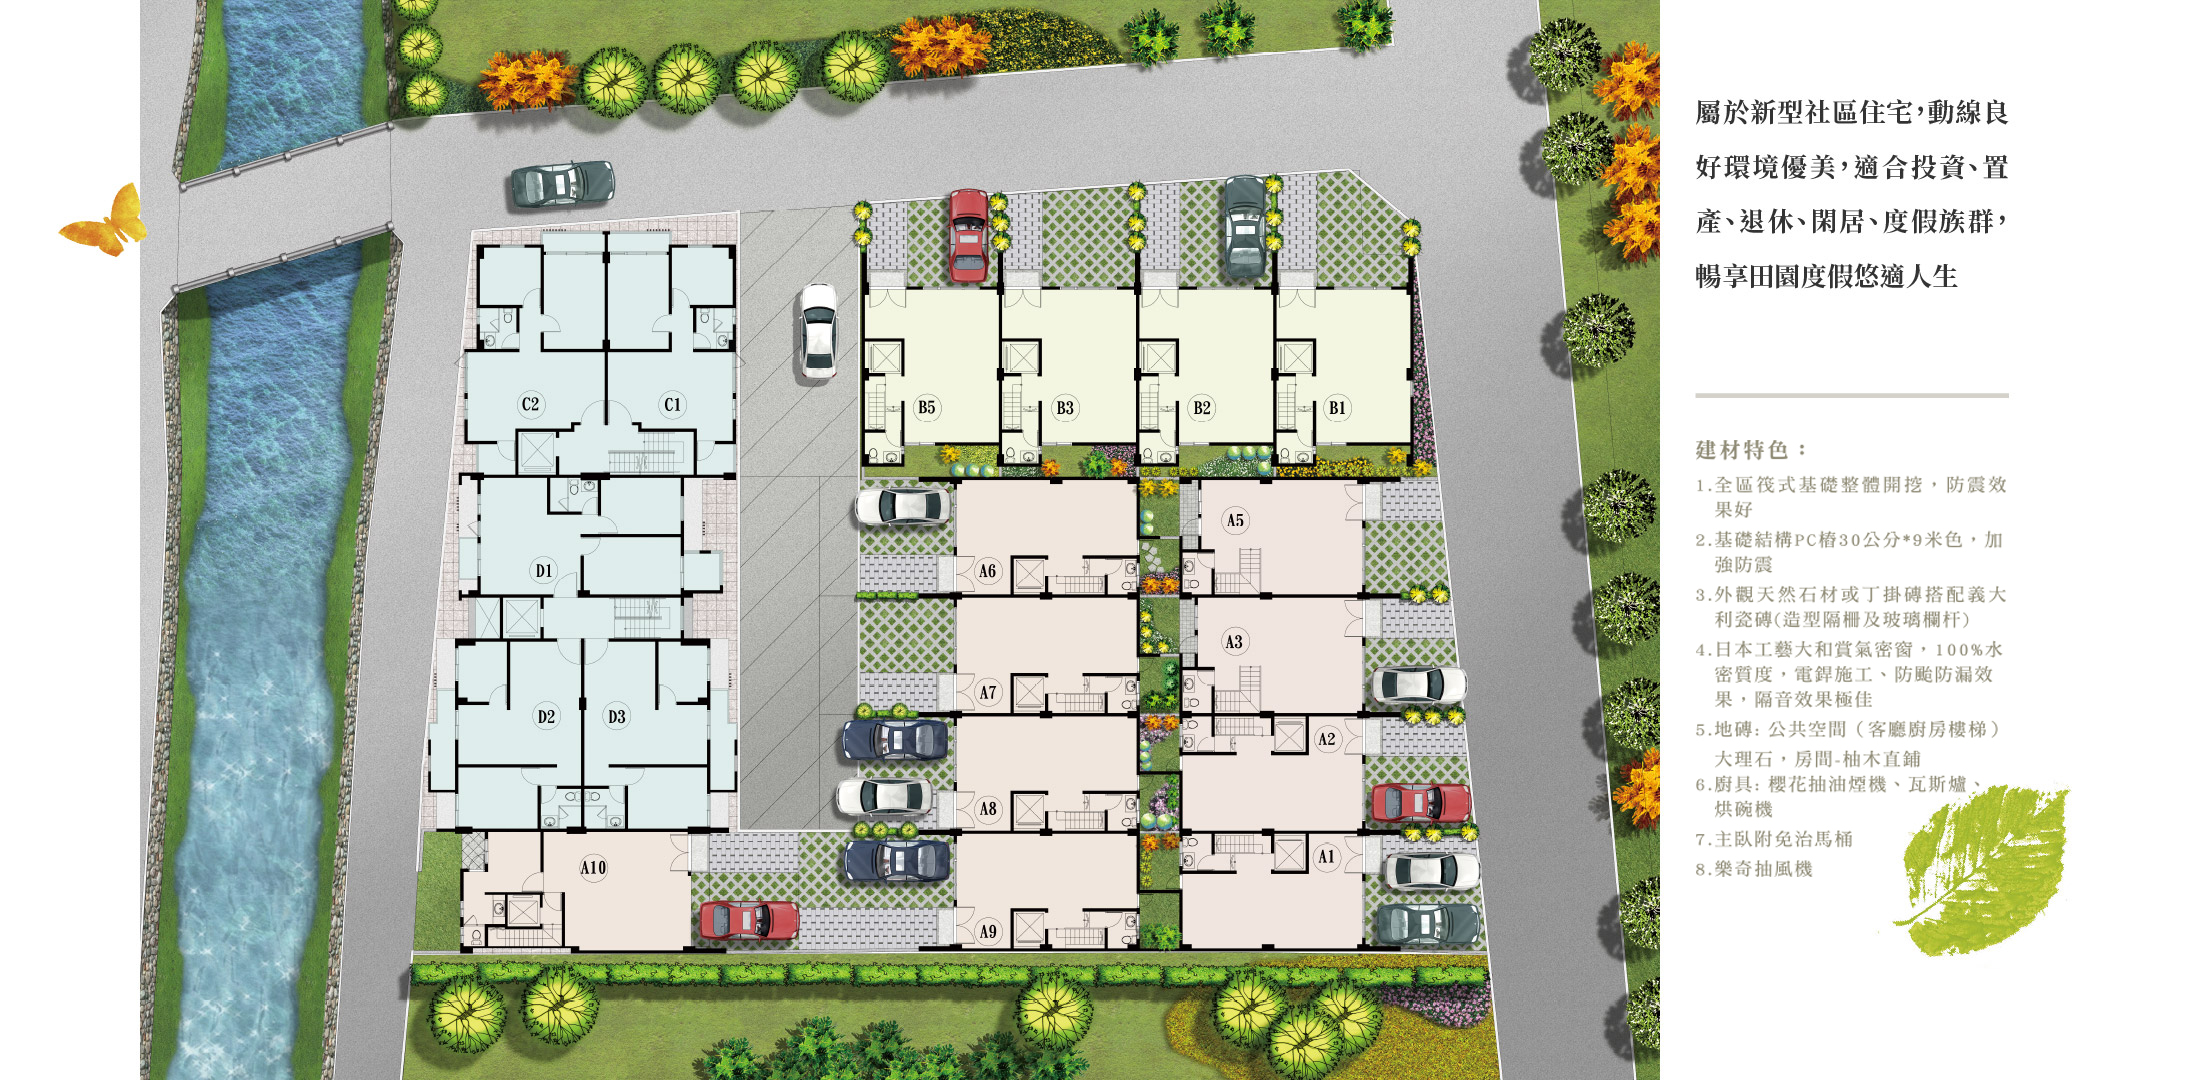 屬於新型社區住宅，動線良
好環境優美，適合投資、置
產、退休、閑居、度假族群，
暢享田園度假悠適人生
建材特色：
1.全區筏式基礎整體開挖，防震效
果好
2.基礎結構PC樁30公分*9米色，加
強防震
3.外觀天然石材或丁掛磚搭配義大
利瓷磚(造型隔柵及玻璃欄杆)
4.日本工藝大和賞氣密窗，100%水
密質度，電銲施工、防颱防漏效
果，隔音效果極佳
5.地磚: 公共空間（客廳廚房樓梯）
大理石，房間-柚木直鋪
6.廚具: 櫻花抽油煙機、瓦斯爐、
烘碗機
7.主臥附免治馬桶
8.樂奇抽風機
C2
C1
B5
B3
B2
B1
D1
A6
A5
A7
A3
D2
D3
A8
A2
A10
A9
A1